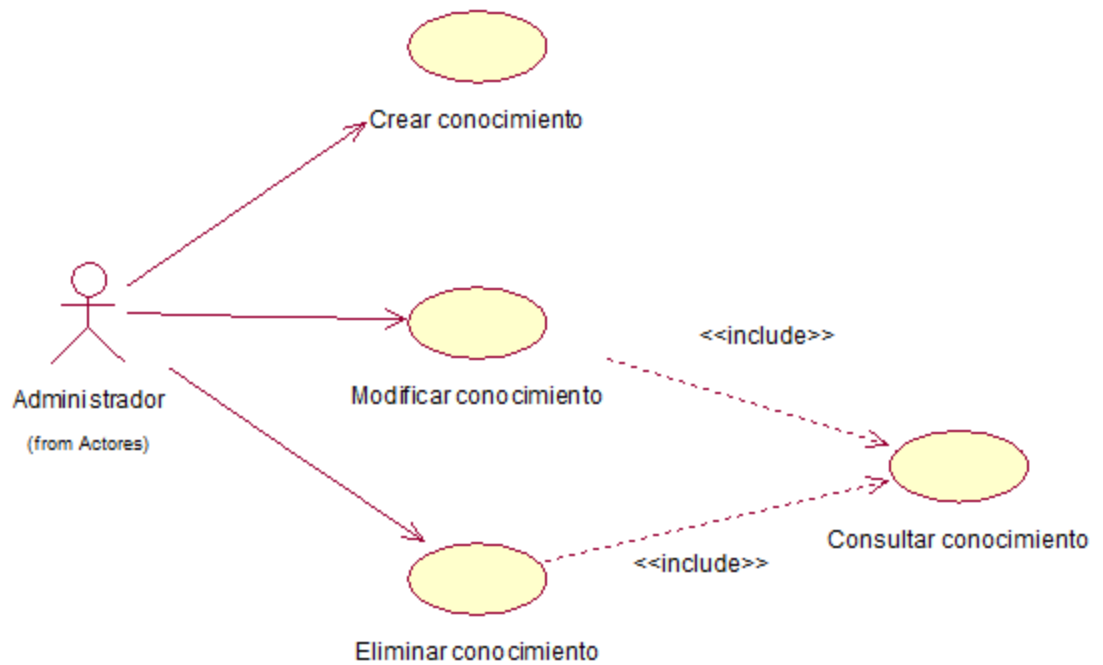 Crear conocimiento
<<include>>
Modificar conocimiento
Administrador
(from Actores)
Consultar conocimiento
<<include>>
Eliminar conocimiento